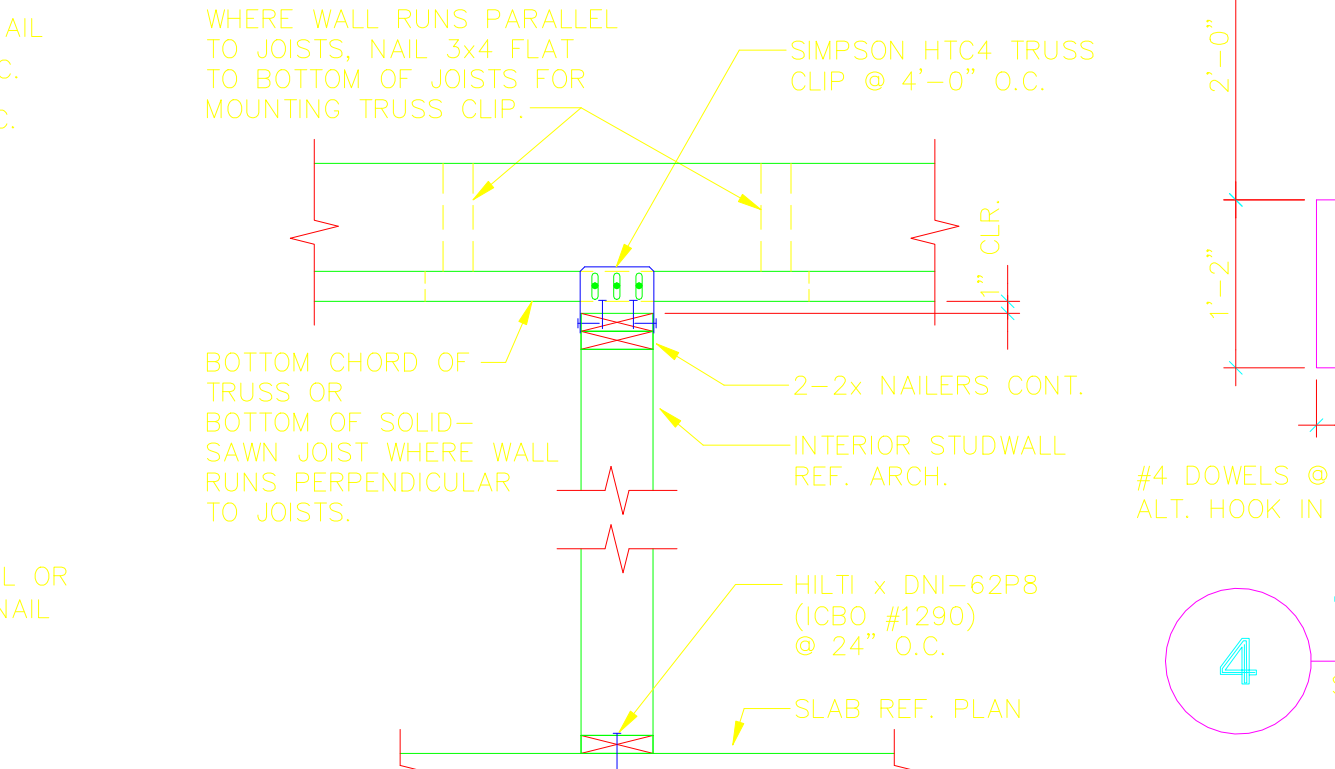 AIL
C.
C.
L OR
NAIL
WHERE WALL RUNS PARALLEL
TO JOISTS, NAIL 3x4 FLAT
TO BOTTOM OF JOISTS FOR
MOUNTING TRUSS CLIP.
SIMPSON HTC4 TRUSS
CLIP @ 4'-0" O.C.
1" CLR.
BOTTOM CHORD OF
TRUSS OR
BOTTOM OF SOLID-
SAWN JOIST WHERE WALL
RUNS PERPENDICULAR
TO JOISTS.
2-2x NAILERS CONT.
INTERIOR STUDWALL
REF. ARCH.
HILTI x DNI-62P8
(ICBO #1290)
@ 24" O.C.
SLAB REF. PLAN
2'-0"
1'-2"
#4 DOWELS @
ALT. HOOK IN
4